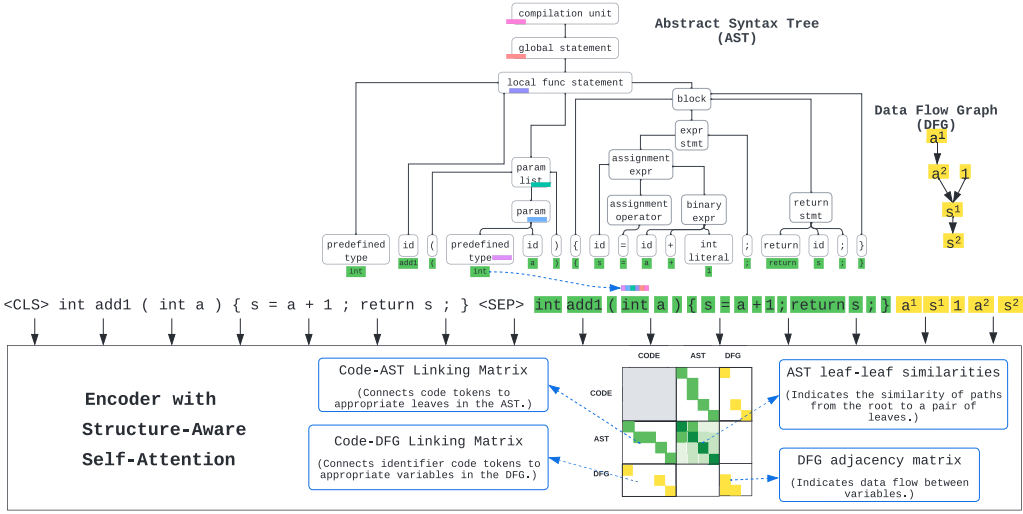 compilation unit
Abstract Syntax Tree
(AST)
global statement
local func statement
block
Data Flow Graph
(DFG)
a¹
expr
stmt
assignment
expr
param
list
a² 1
assignment
operator
binary
expr
return
stmt
param
s¹
s²
predefined
type
id
(
predefined
type
id
)
{
id
=
id
+
int
literal
;
return
id
;
}
int add1 ( int a ) { s = a + 1 ; return s ; }
<CLS> int add1 ( int a ) { s = a + 1 ; return s ; } <SEP> int add1 ( int a ) { s = a + 1 ; return s ; } a¹ s¹ 1 a² s²
CODE AST DFG
CODE
AST
DFG
Encoder with
Structure-Aware
Self-Attention
Code-AST Linking Matrix
(Connects code tokens to
appropriate leaves in the AST.)
Code-DFG Linking Matrix
(Connects identifier code tokens to
appropriate variables in the DFG.)
AST leaf-leaf similarities
(Indicates the similarity of paths
from the root to a pair of
leaves.)
DFG adjacency matrix
(Indicates data flow between
variables.)